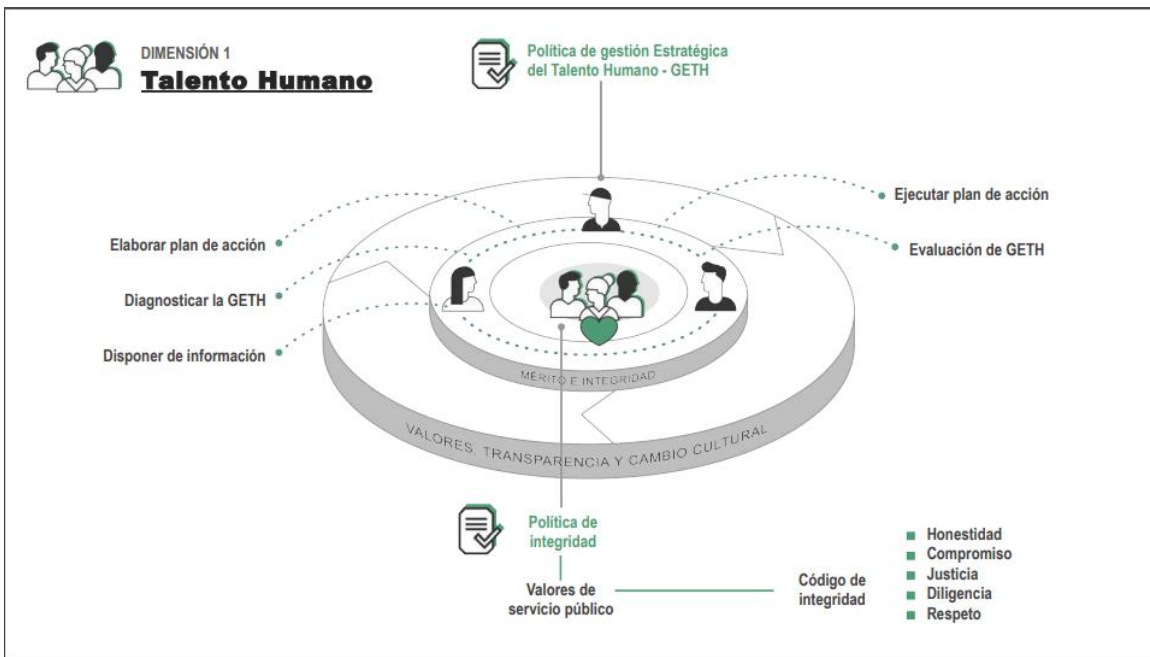 DIMENSIÓN 1
Talento Humano
Política de gestión Estratégica
del Talento Humano - GETH
Elaborar plan de acción
Diagnosticar la GETH
Disponer de información
Ejecutar plan de acción
Evaluación de GETH
MÉRITO E INTEGRIDAD
VALORES, TRANSPARENCIA Y CAMBIO CULTURAL
Política de
integridad
Valores de
servicio público
Código de
integridad
Honestidad
Compromiso
Justicia
Diligencia
Respeto